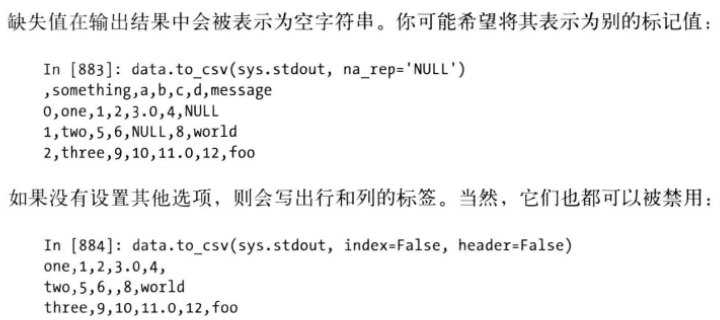 缺失值在输出结果中会被表示为空字符串。你可能希望将其表示为别的标记值：
In [883]: data.to_csv(sys.stdout, na_rep='NULL')
,something,a,b,c,d,message
0,one,1,2,3.0,4,NULL
1,two,5,6,NULL,8,world
2,three,9,10,11.0,12,foo
如果没有设置其他选项，则会写出行和列的标签。当然，它们也都可以被禁用：
In [884]: data.to_csv(sys.stdout, index=False, header=False)
one,1,2,3.0,4,
two,5,6,,8,world
three,9,10,11.0,12,foo